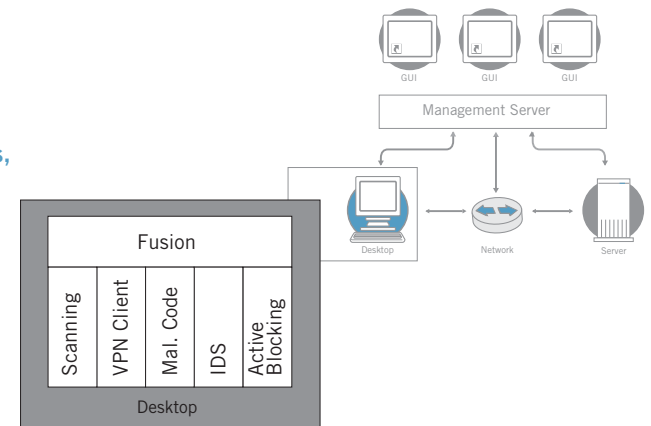 GUI GUI GUI
Management Server
s,
Desktop
Network
Server
Fusion
Scanning
VPN Client
Mal. Code
IDS
Active
Blocking
Desktop